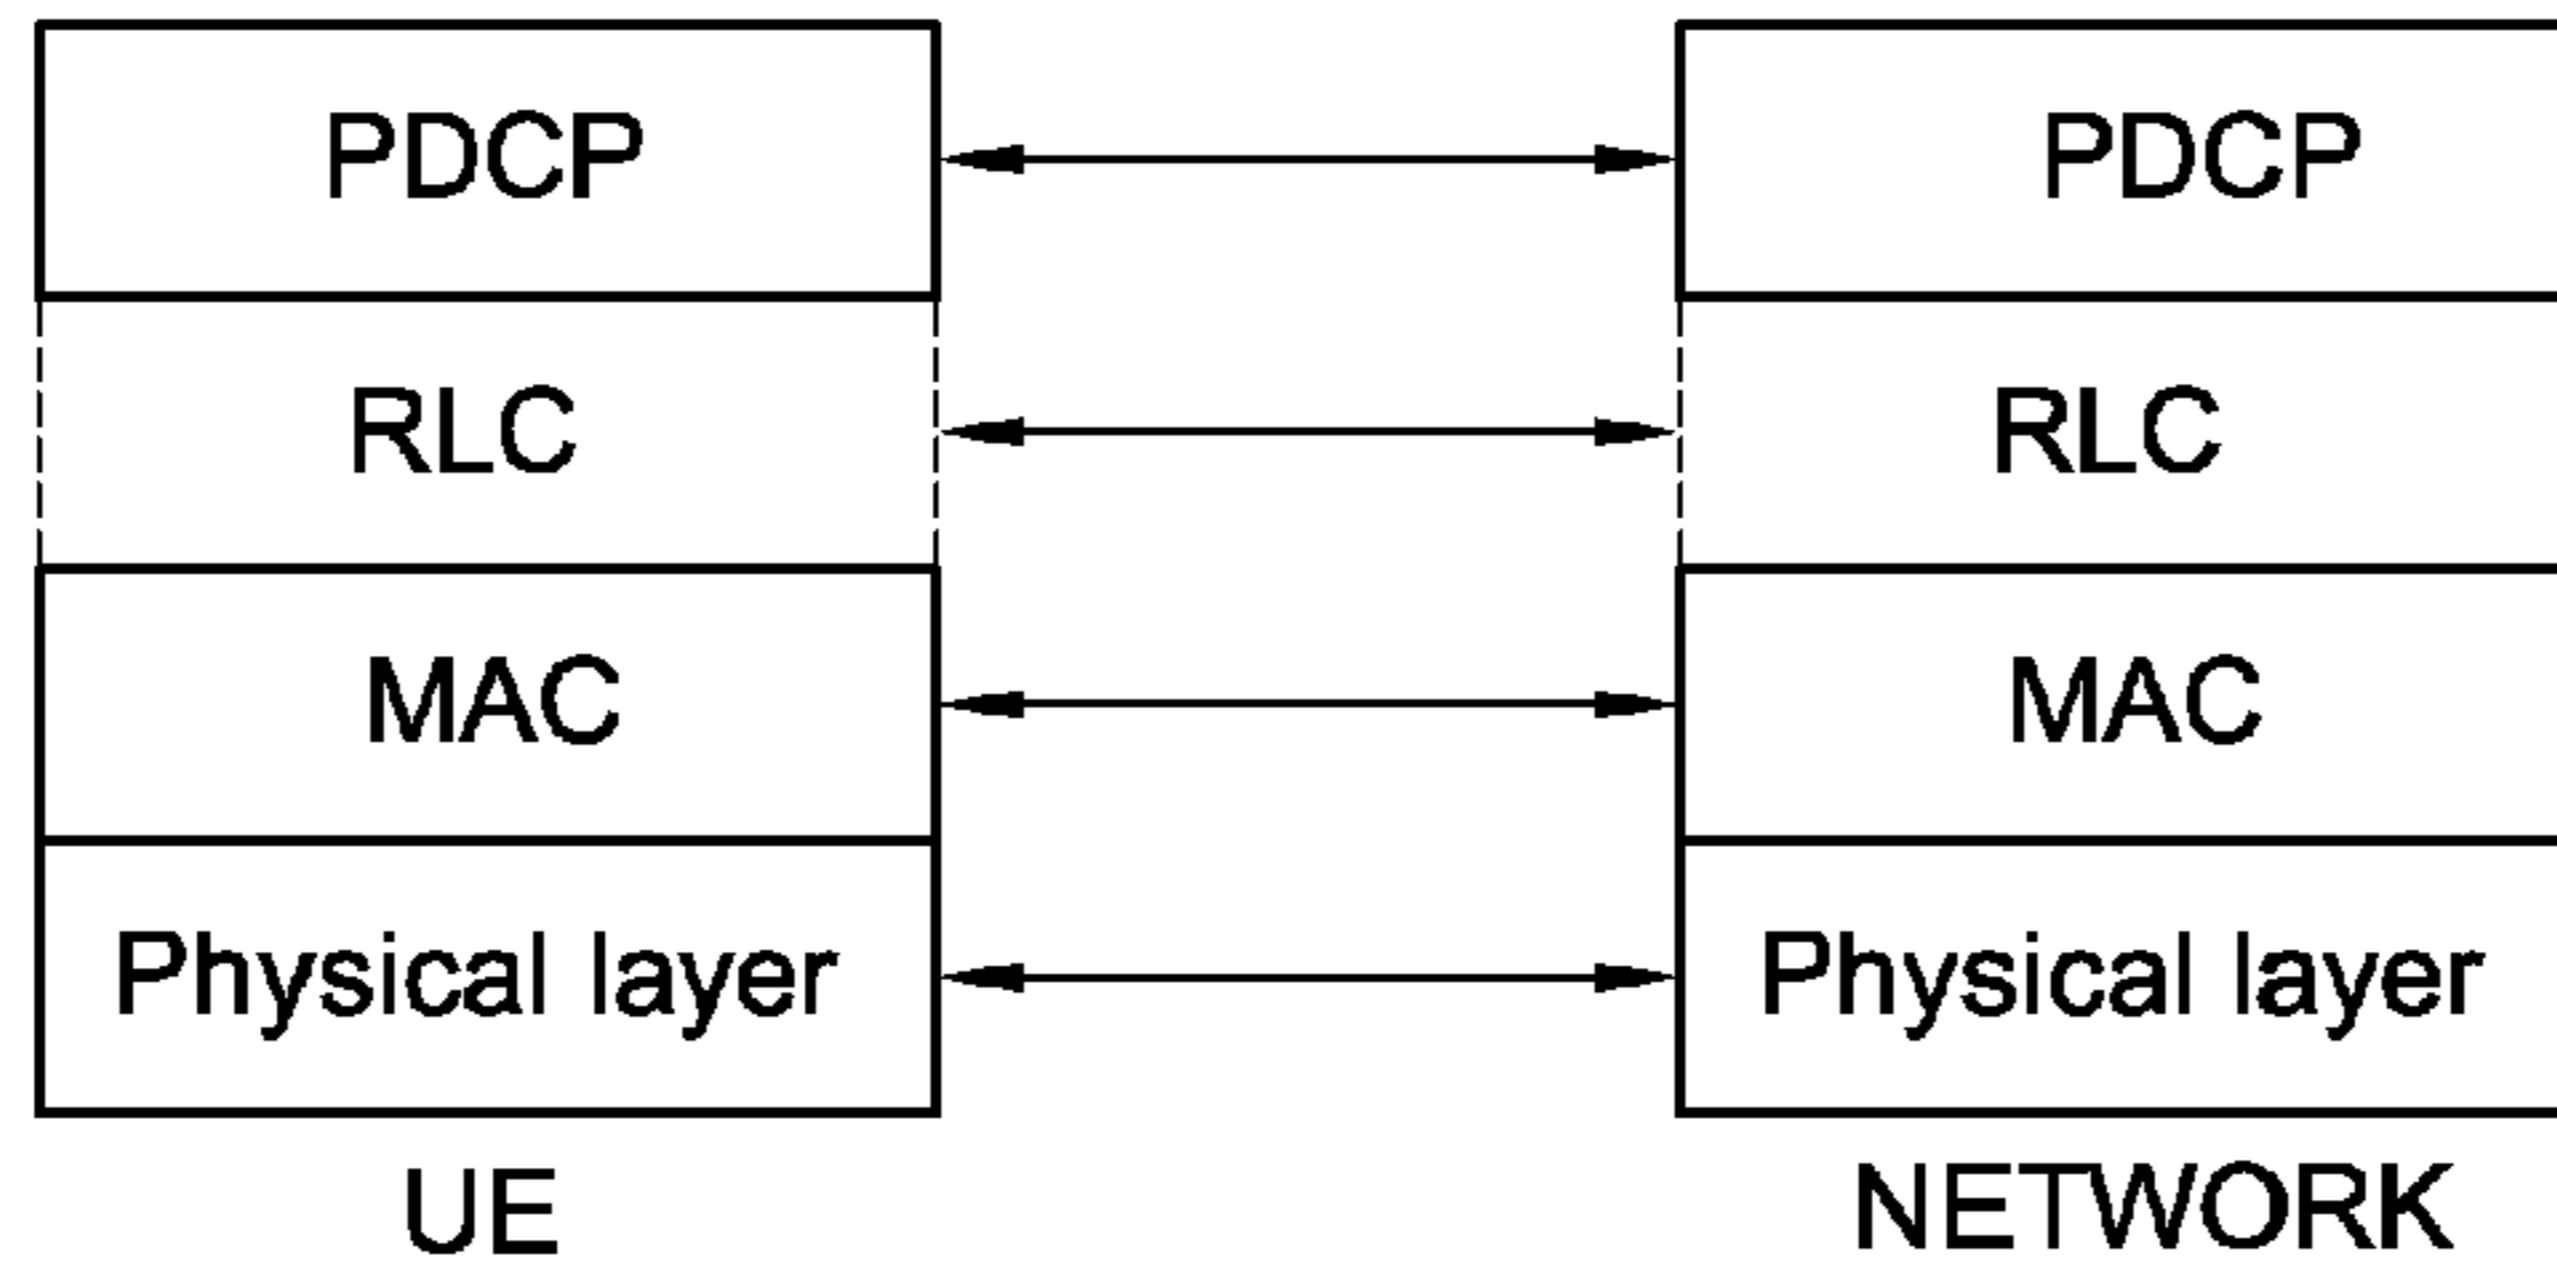 PDCP PDCP
RLC RLC
MAC MAC
Physical layer Physical layer
UE NETWORK